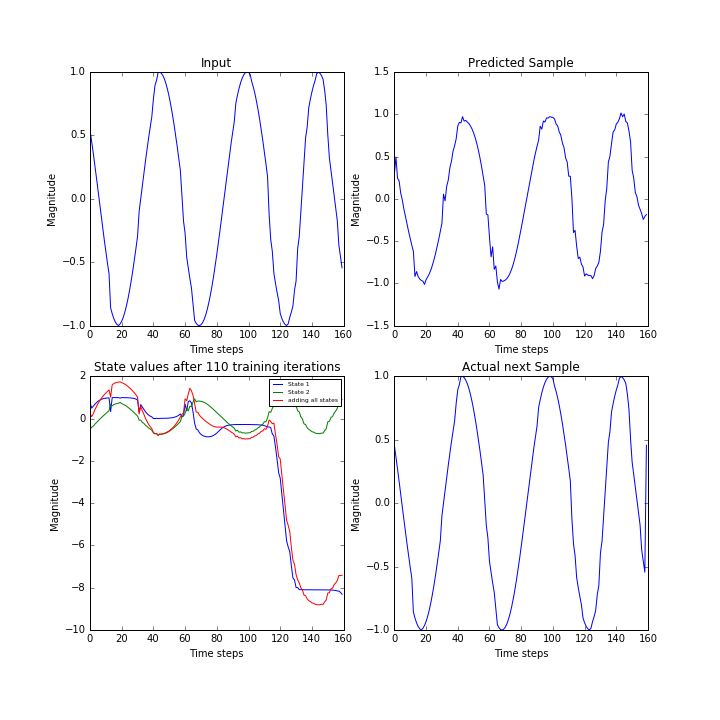 Input
1.0
0.5
0.0
−0.5
−1.0
Magnitude
0 20 40 60 80 100 120 140 160
Time steps
Predicted Sample
1.5
1.0
0.5
0.0
−0.5
−1.0
−1.5
Magnitude
0 20 40 60 80 100 120 140 160
Time steps
State values after 110 training iterations
2
0
−2
−4
−6
−8
−10
Magnitude
State 1
State 2
adding all states
0 20 40 60 80 100 120 140 160
Time steps
Actual next Sample
1.0
0.5
0.0
−0.5
−1.0
Magnitude
0 20 40 60 80 100 120 140 160
Time steps